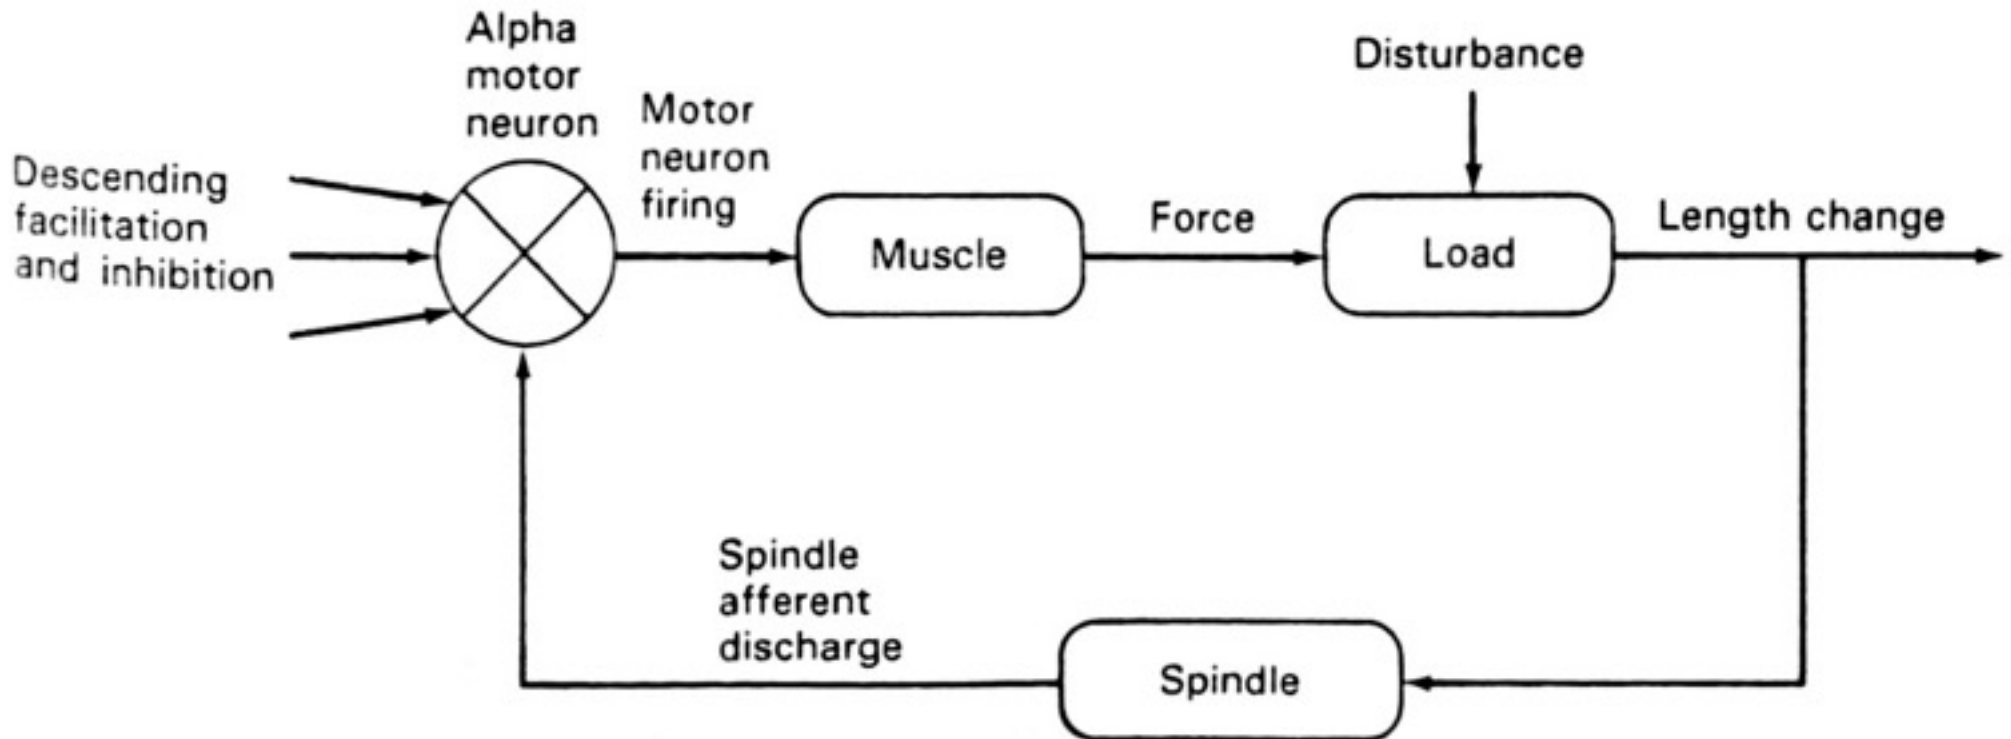 Alpha
motor
neuron
Descending
facilitation
and inhibition
Motor
neuron
firing
Muscle
Force
Disturbance
Load
Length change
Spindle
afferent
discharge
Spindle